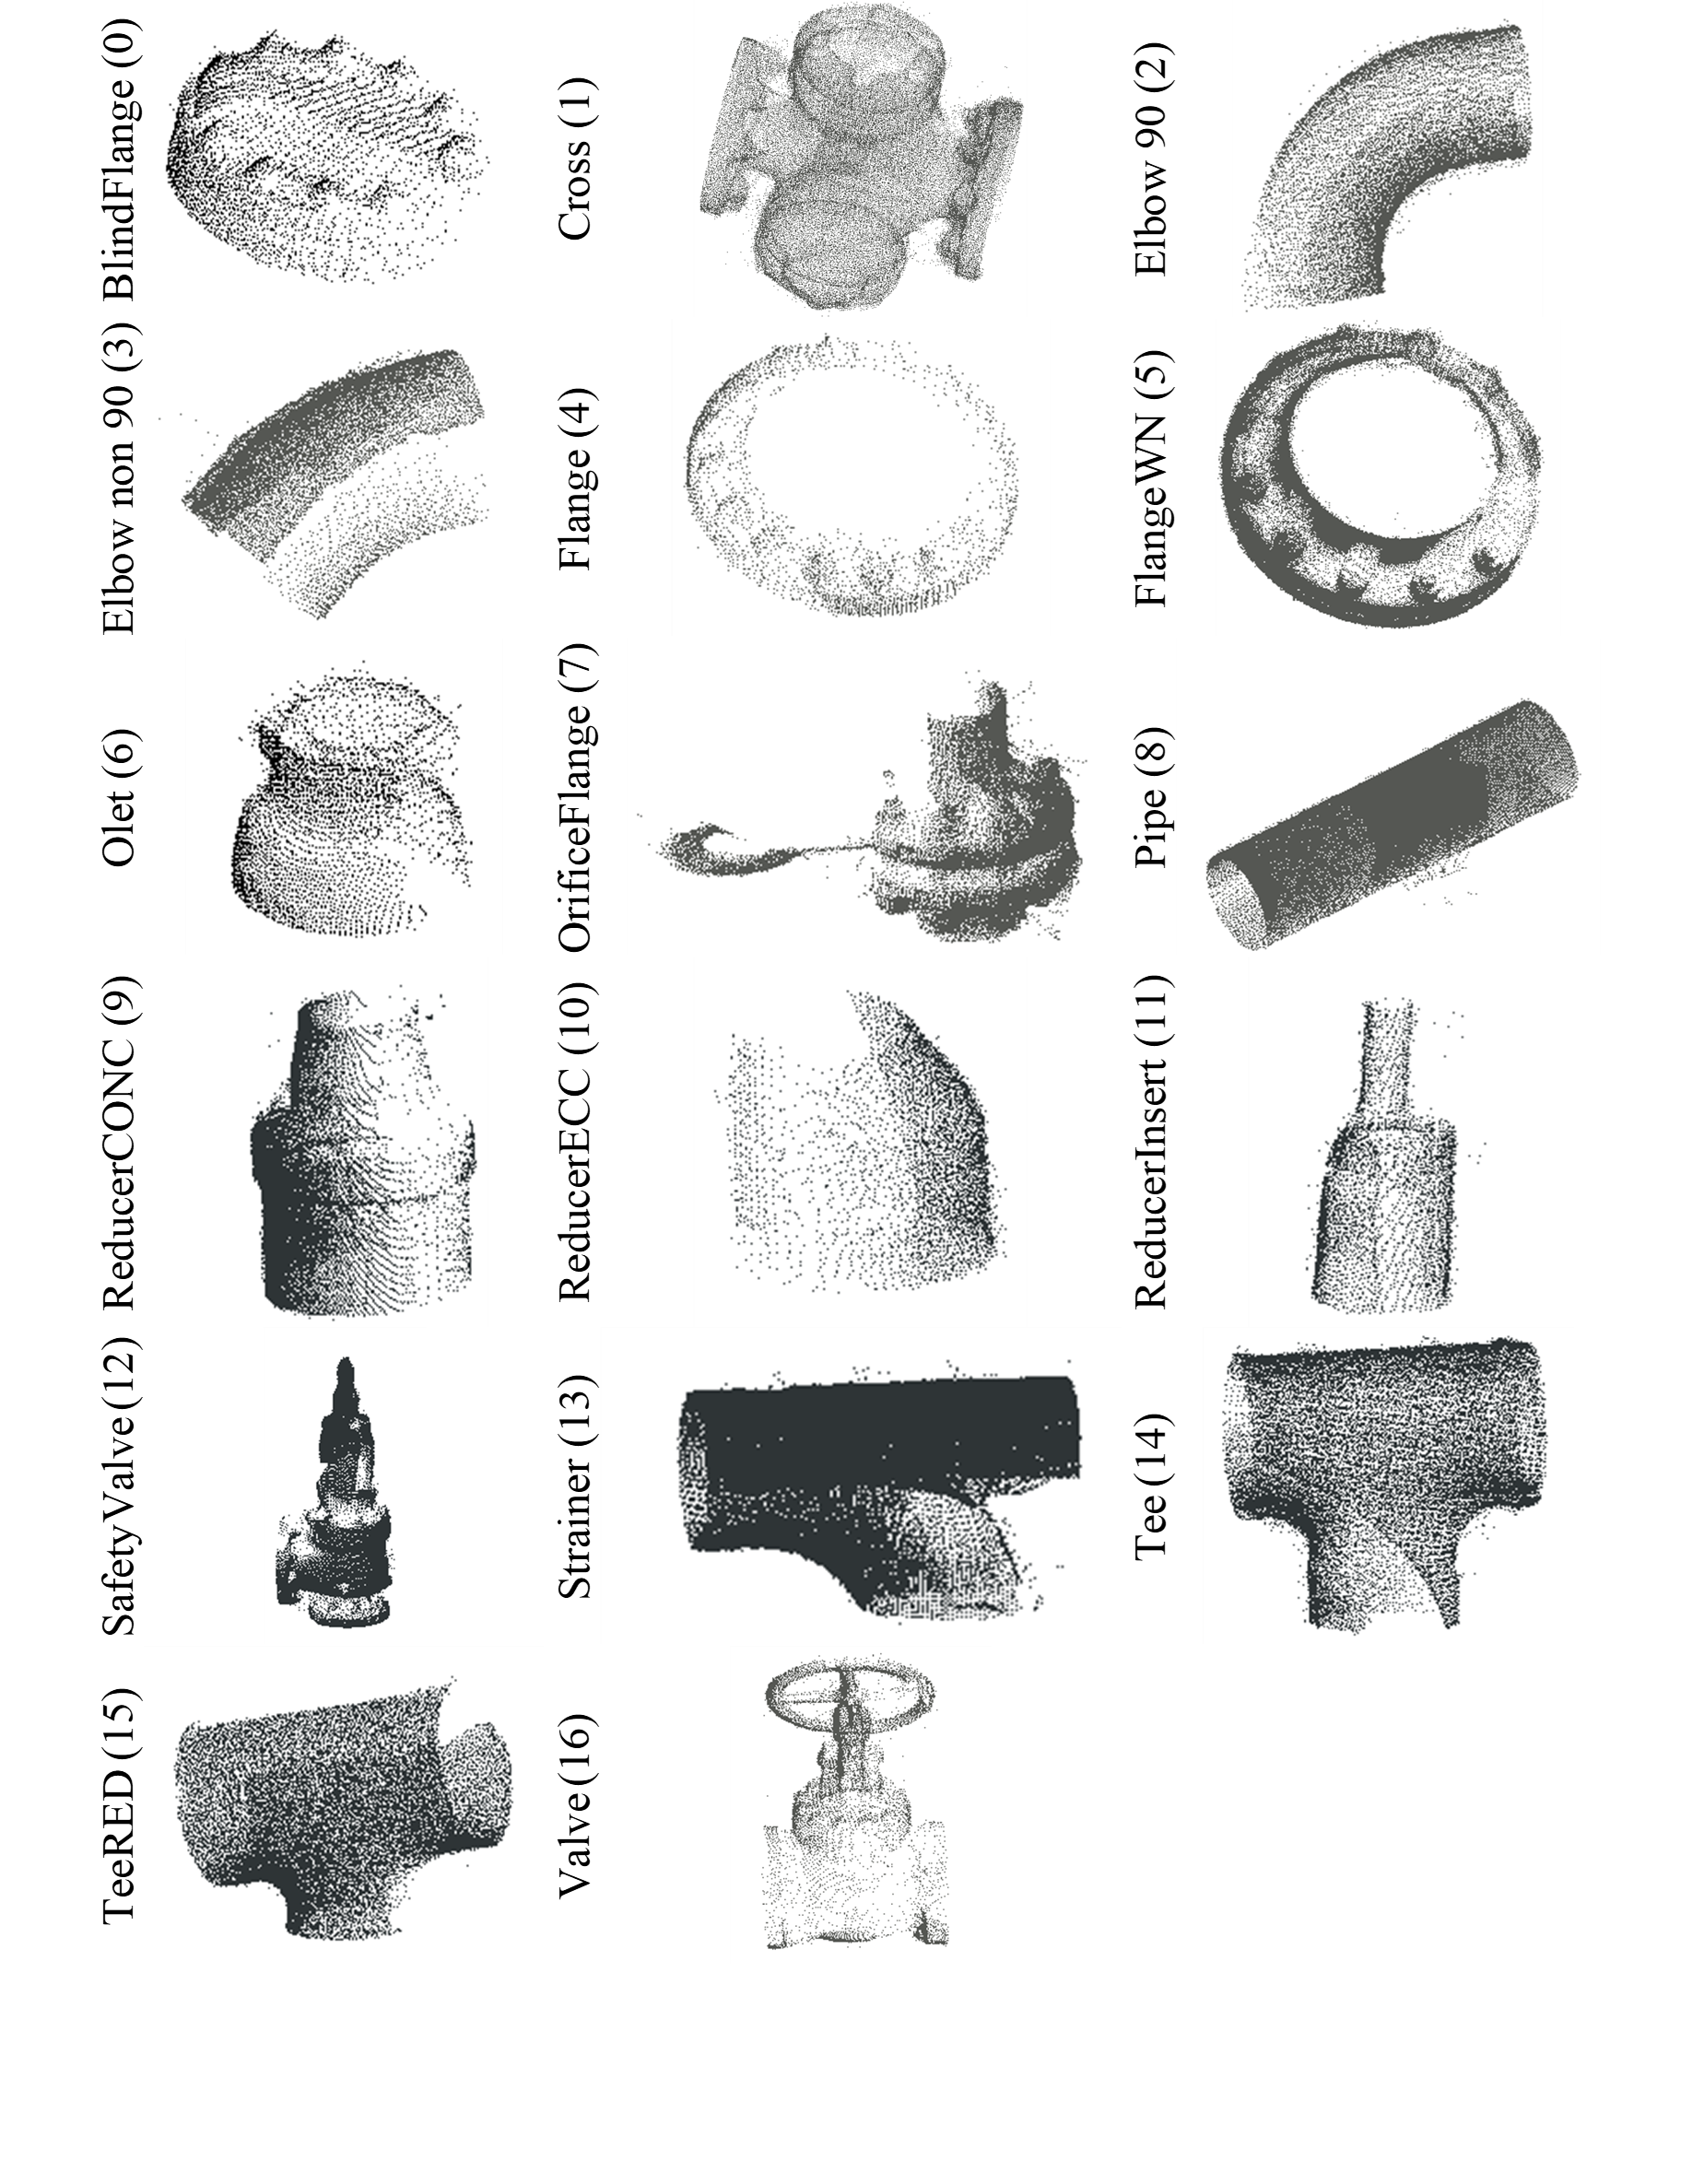 BlindFlange (0)
Cross (1)
Elbow 90 (2)
Elbow non 90 (3)
Flange (4)
FlangeWN (5)
Olet (6)
OrificeFlange (7)
Pipe (8)
ReducerCONC (9)
ReducerECC (10)
ReducerInsert (11)
SafetyValve (12)
Strainer (13)
Tee (14)
TeeRED (15)
Valve (16)